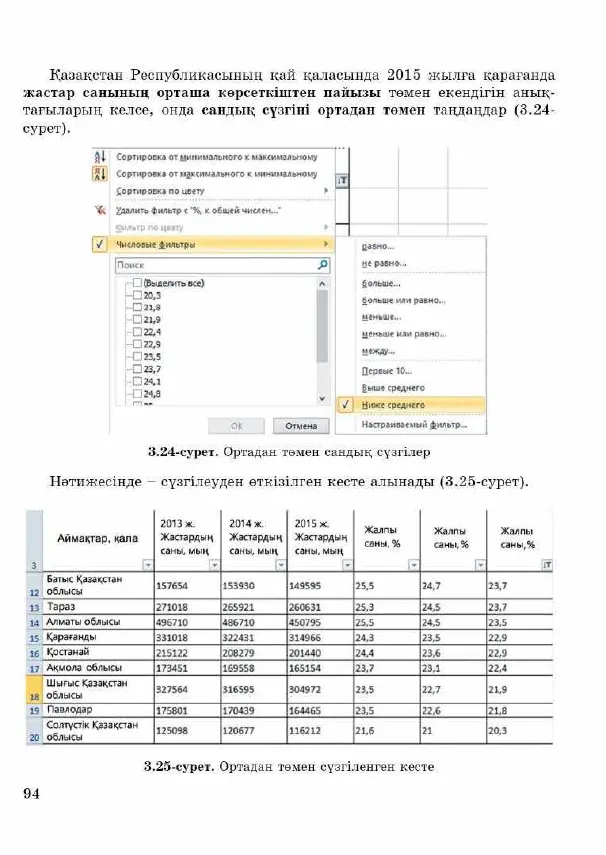 Қазақстан Республикасының қай қаласында 2015 жылға қарағанда
жастар санының орташа көрсеткіштен пайызы төмен екендігін анық-
тағыларың келсе, онда сандық сүзгіні ортадан төмен таңдаңдар (3.24-
сурет).
Сортировка от минимального к максимальному
Сортировка от максимального к минимальному
Сортировка по цвету
Удалить фильтр с "%, к общей числен..."
Фильтр по цвету
Числовые фильтры
Поиск
(Выделить все)
20,3
21,8
21,9
22,4
22,9
23,5
23,7
24,1
24,8
ОК Отмена
равно...
не равно...
больше...
больше или равно...
меньше...
меньше или равно...
между...
Первые 10...
Выше среднего
Ниже среднего
Настраиваемый фильтр...
3.24-сурет. Ортадан төмен сандық сүзгілер
Нәтижесінде – сүзгілеуден өткізілген кесте алынады (3.25-сурет).
3 Аймақтар, қала 2013 ж. Жастардың саны, мың 2014 ж. Жастардың саны, мың 2015 ж. Жастардың саны, мың Жалпы саны, % Жалпы саны, % Жалпы саны,%
12 Батыс Қазақстан облысы 157654 153930 149595 25,5 24,7 23,7
13 Тараз 271018 265921 260631 25,3 24,5 23,7
14 Алматы облысы 496710 486710 450795 25,5 24,5 23,5
15 Қарағанды 331018 322431 314966 24,3 23,5 22,9
16 Қостанай 215122 208279 201440 24,4 23,6 22,9
17 Ақмола облысы 173451 169558 165154 23,7 23,1 22,4
18 Шығыс Қазақстан облысы 327564 316595 304972 23,5 22,7 21,9
19 Павлодар 175801 170439 164465 23,5 22,6 21,8
20 Солтүстік Қазақстан облысы 125098 120677 116212 21,6 21 20,3
3.25-сурет. Ортадан төмен сүзгіленген кесте
94